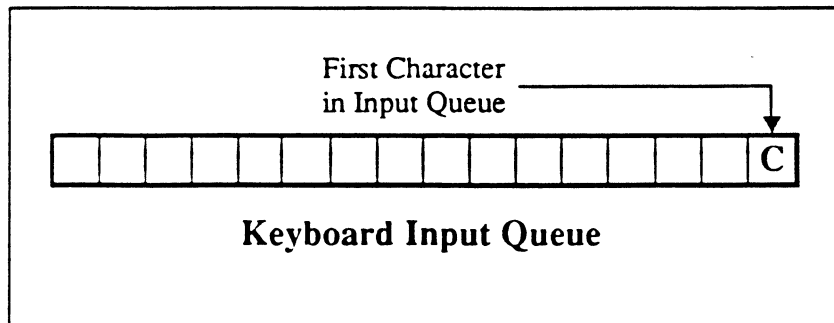 First Character
in Input Queue
C
Keyboard Input Queue